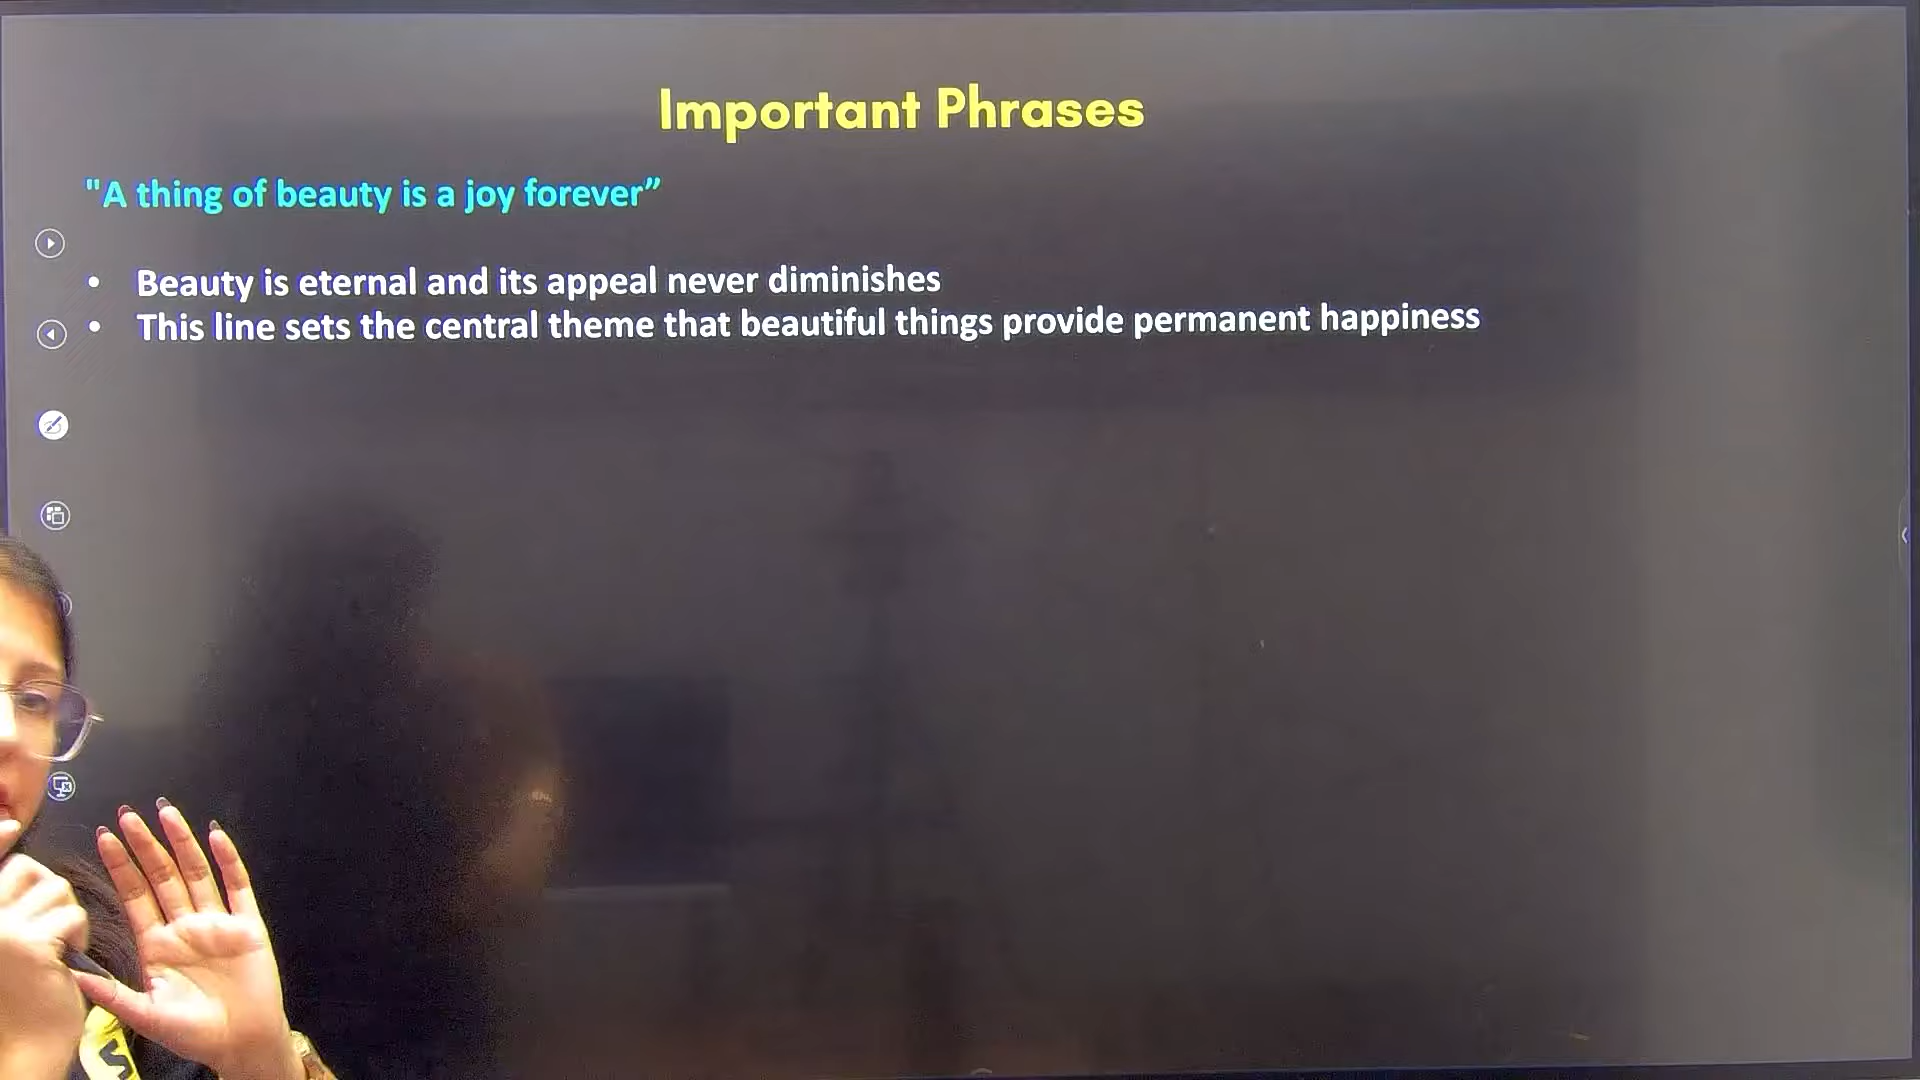 Important Phrases
"A thing of beauty is a joy forever”
• Beauty is eternal and its appeal never diminishes
• This line sets the central theme that beautiful things provide permanent happiness
S